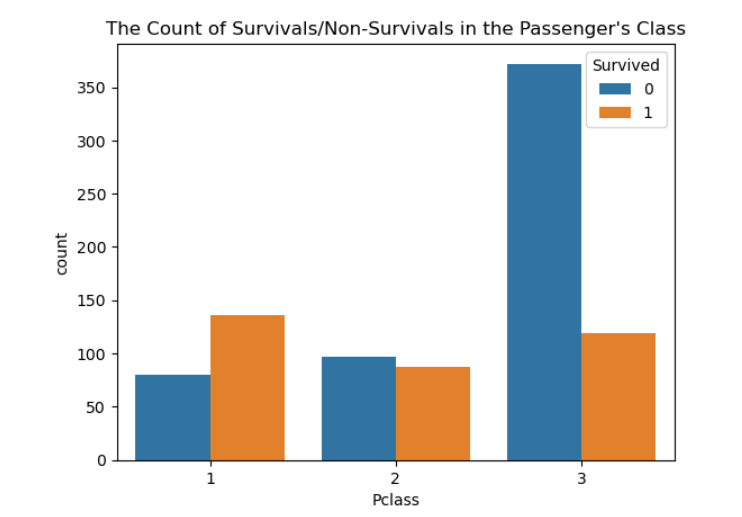 The Count of Survivals/Non-Survivals in the Passenger's Class
Survived
0
1
350
300
250
200
150
100
50
0
count
1 2 3
Pclass